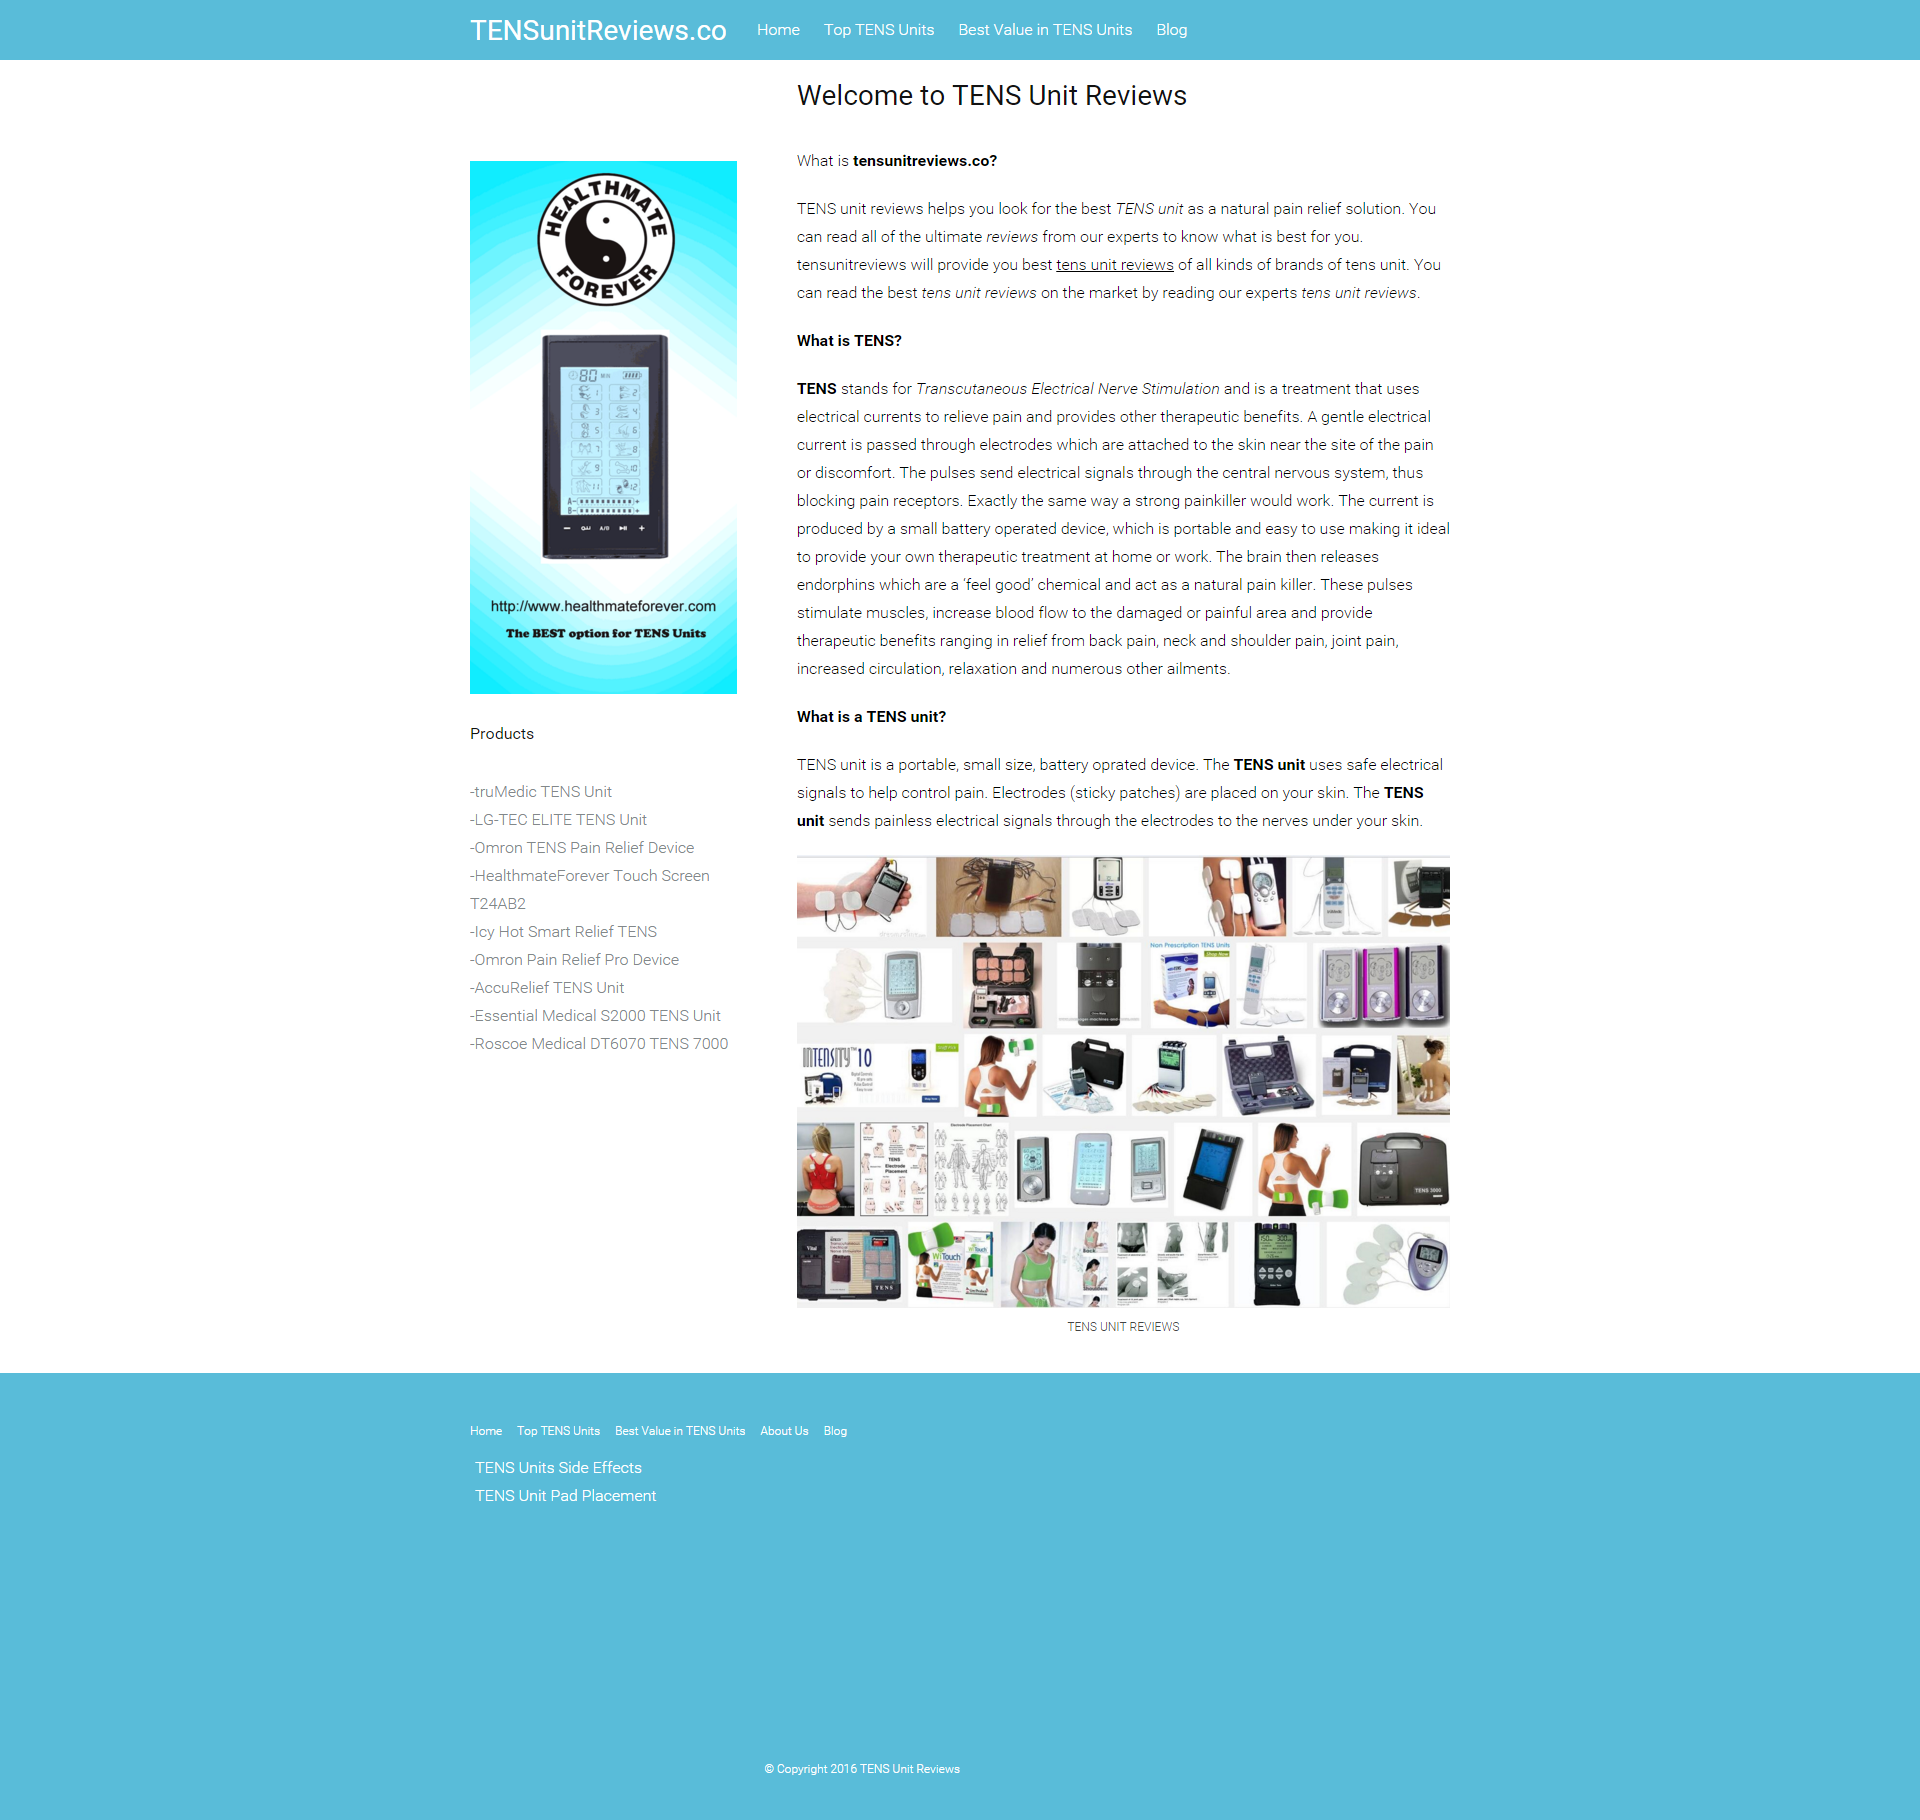 TENSunitReviews.co
Home
Top TENS Units
Best Value in TENS Units
Blog
Welcome to TENS Unit Reviews
HEALTHMATE
FOREVER
http://www.healthmateforever.com
The BEST option for TENS Units
Products
-truMedic TENS Unit
-LG-TEC ELITE TENS Unit
-Omron TENS Pain Relief Device
-HealthmateForever Touch Screen
T24AB2
-Icy Hot Smart Relief TENS
-Omron Pain Relief Pro Device
-AccuRelief TENS Unit
-Essential Medical S2000 TENS Unit
-Roscoe Medical DT6070 TENS 7000
What is tensunitreviews.co?
TENS unit reviews helps you look for the best TENS unit as a natural pain relief solution. You
can read all of the ultimate reviews from our experts to know what is best for you.
tensunitreviews will provide you best tens unit reviews of all kinds of brands of tens unit. You
can read the best tens unit reviews on the market by reading our experts tens unit reviews.
What is TENS?
TENS stands for Transcutaneous Electrical Nerve Stimulation and is a treatment that uses
electrical currents to relieve pain and provides other therapeutic benefits. A gentle electrical
current is passed through electrodes which are attached to the skin near the site of the pain
or discomfort. The pulses send electrical signals through the central nervous system, thus
blocking pain receptors. Exactly the same way a strong painkiller would work. The current is
produced by a small battery operated device, which is portable and easy to use making it ideal
to provide your own therapeutic treatment at home or work. The brain then releases
endorphins which are a ‘feel good’ chemical and act as a natural pain killer. These pulses
stimulate muscles, increase blood flow to the damaged or painful area and provide
therapeutic benefits ranging in relief from back pain, neck and shoulder pain, joint pain,
increased circulation, relaxation and numerous other ailments.
What is a TENS unit?
TENS unit is a portable, small size, battery oprated device. The TENS unit uses safe electrical
signals to help control pain. Electrodes (sticky patches) are placed on your skin. The TENS
unit sends painless electrical signals through the electrodes to the nerves under your skin.
Non Prescription TENS Units
Shop Now
INTENSITY 10
Electrode Placement Chart
TENS
Electrode
Placement
TENS 3000
Vital
TENS
WiTouch
back
shoulders
TENS UNIT REVIEWS
Home
Top TENS Units
Best Value in TENS Units
About Us
Blog
TENS Units Side Effects
TENS Unit Pad Placement
© Copyright 2016 TENS Unit Reviews